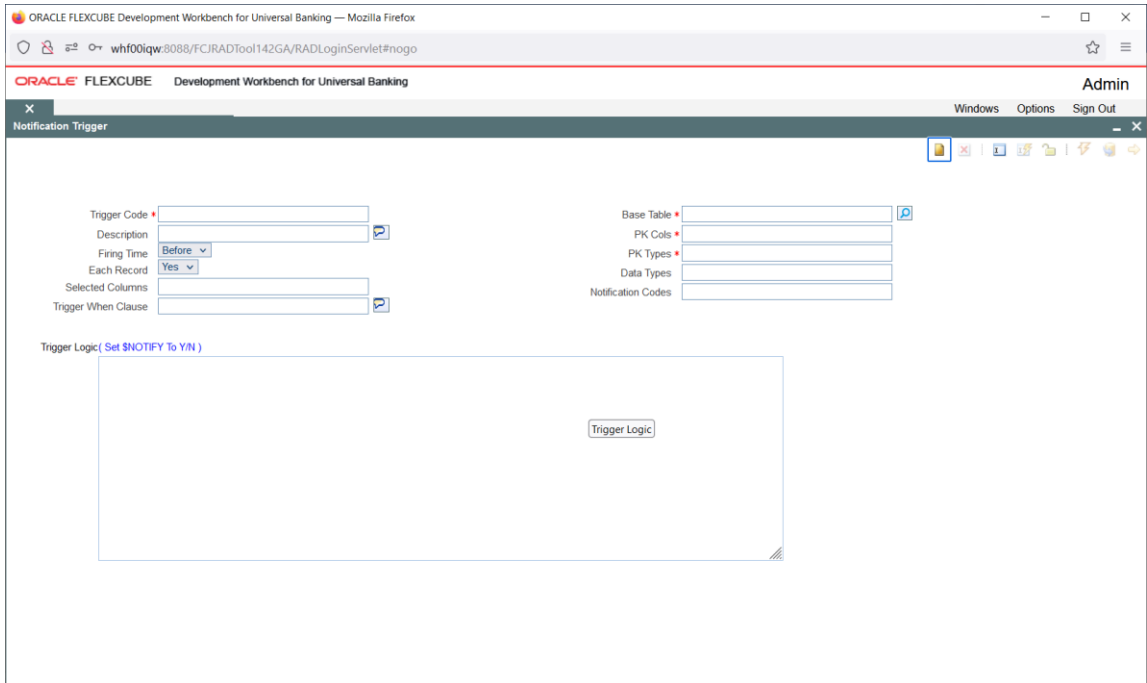 ORACLE FLEXCUBE Development Workbench for Universal Banking — Mozilla Firefox
whf00iqw:8088/FCJRADTool142GA/RADLoginServlet#nogo
ORACLE FLEXCUBE Development Workbench for Universal Banking Admin
Windows Options Sign Out
Notification Trigger
Trigger Code * Base Table *
Description PK Cols *
Firing Time Before PK Types *
Each Record Yes Data Types
Selected Columns Notification Codes
Trigger When Clause
Trigger Logic( Set $NOTIFY To Y/N )
Trigger Logic